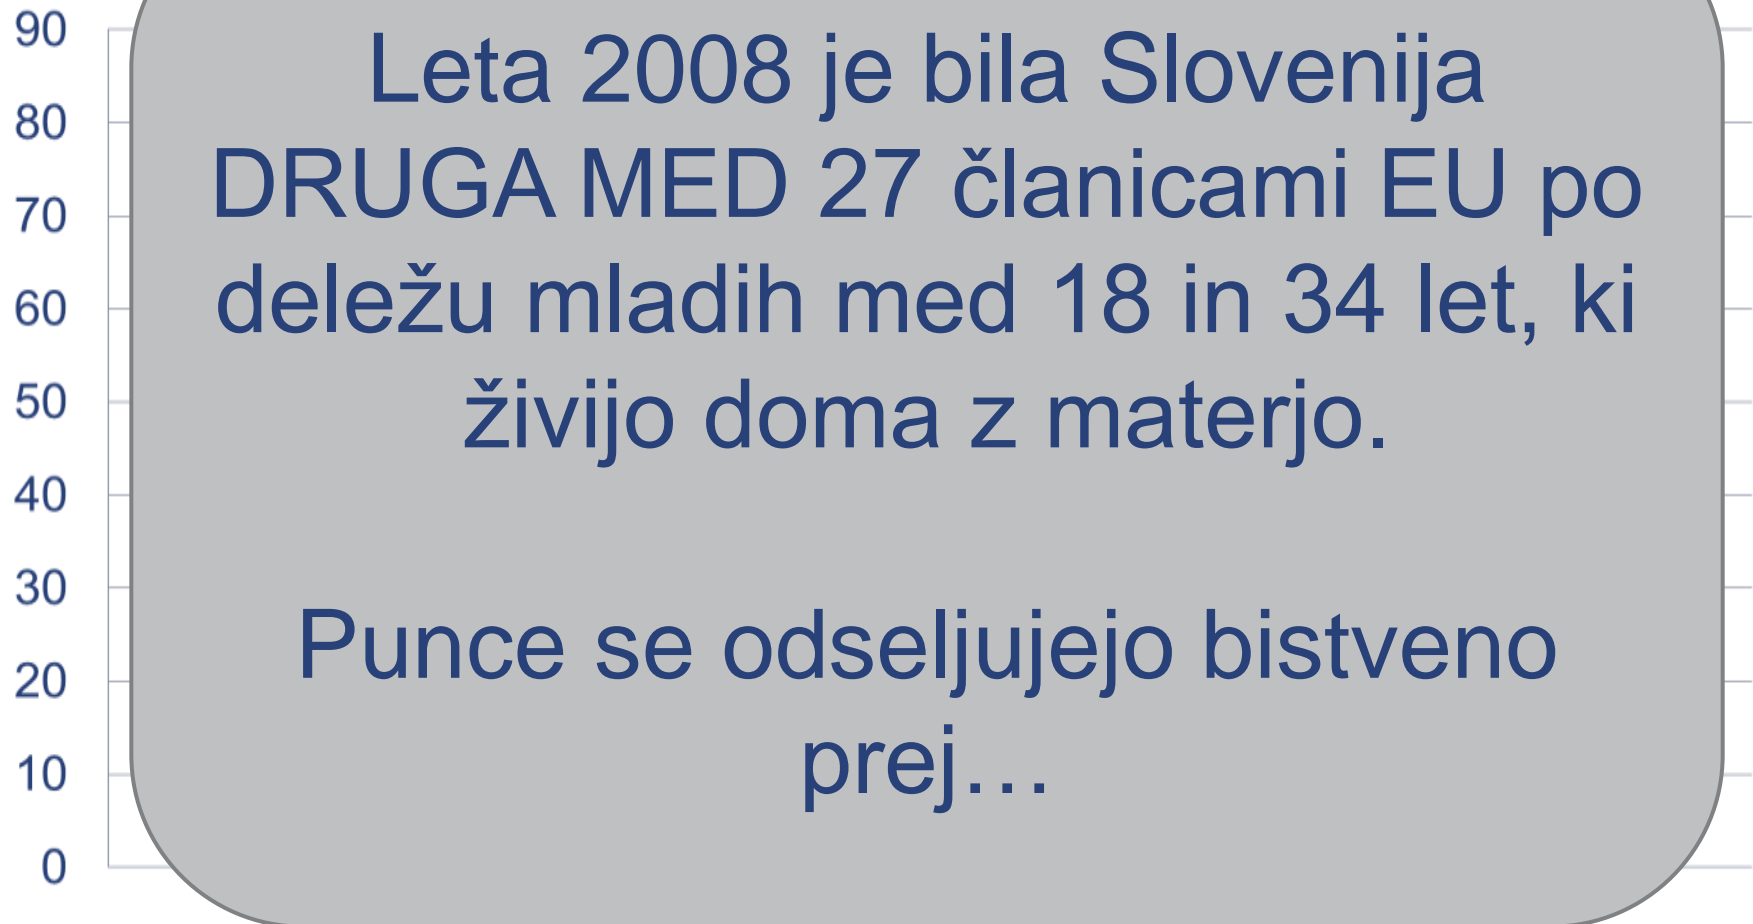 90
80
70
60
50
40
30
20
10
0
Leta 2008 je bila Slovenija
DRUGA MED 27 članicami EU po
deležu mladih med 18 in 34 let, ki
živijo doma z materjo.
Punce se odseljujejo bistveno
prej…